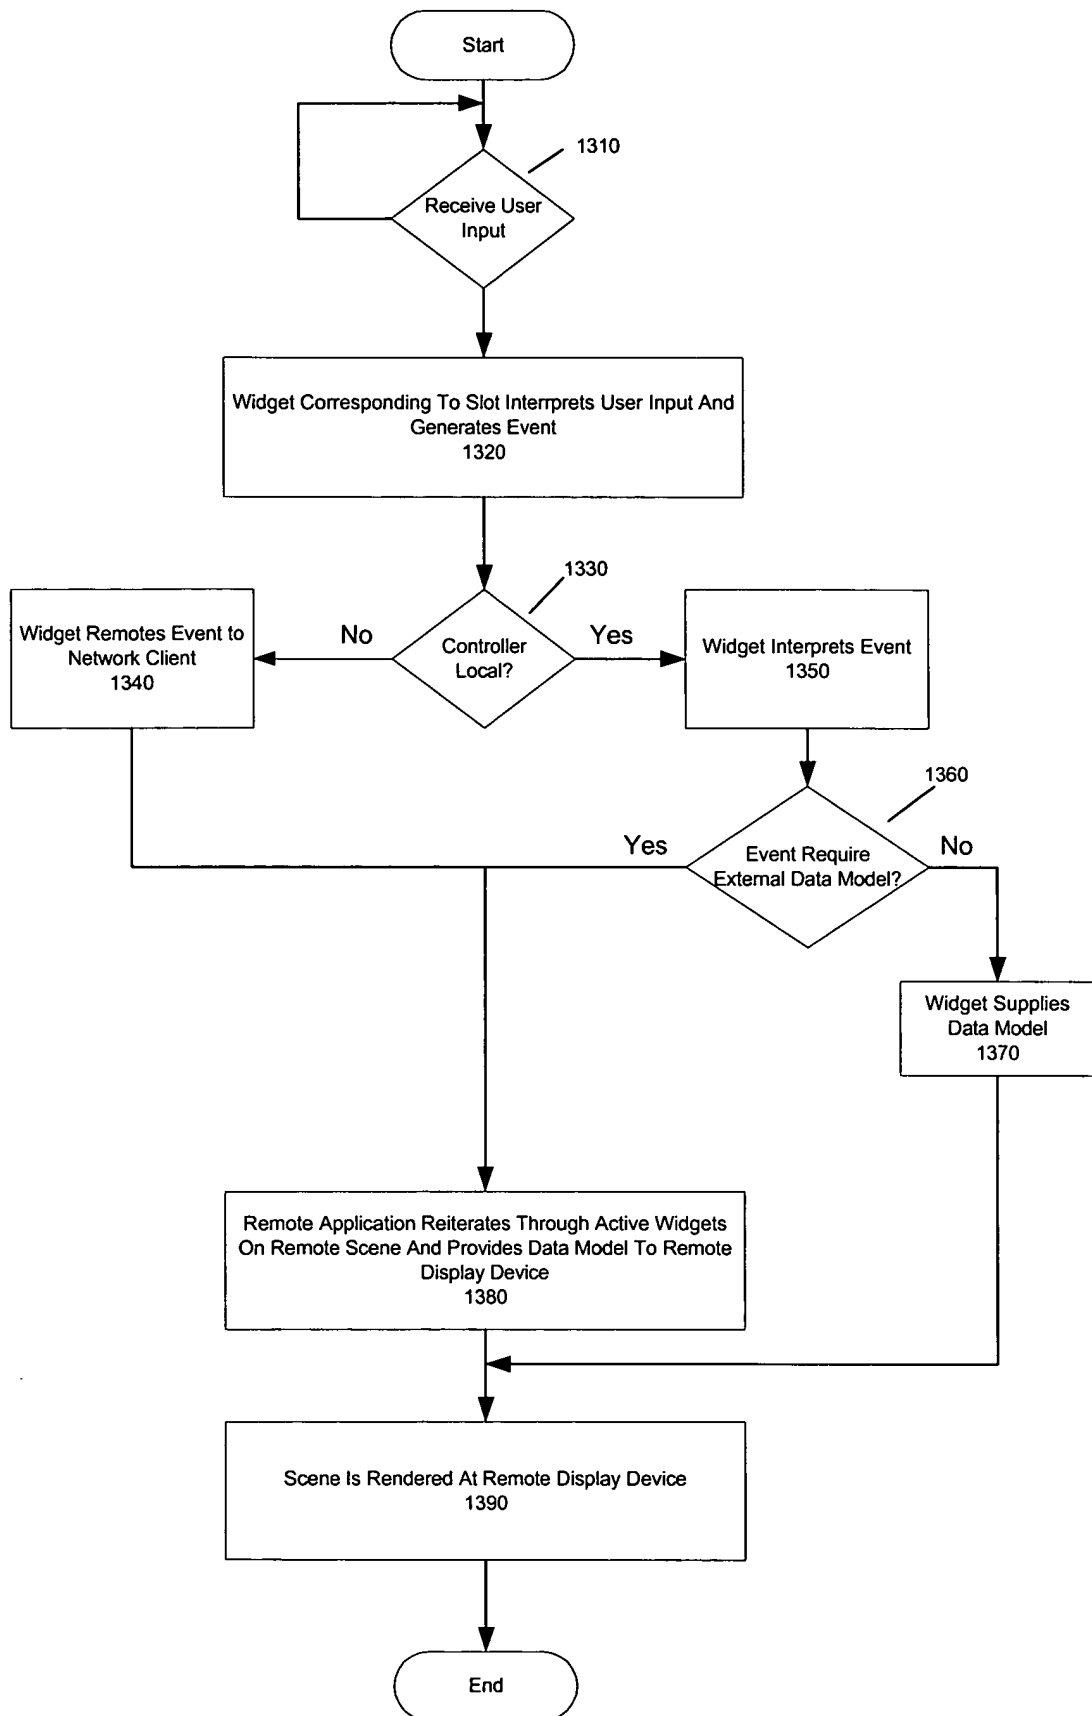 Start
1310
Receive User
Input
Widget Corresponding To Slot Interrprets User Input And
Generates Event
1320
1330
Widget Remotes Event to
Network Client
1340
No
Controller
Local?
Yes
Widget Interprets Event
1350
1360
Yes
Event Require
External Data Model?
No
Widget Supplies
Data Model
1370
Remote Application Reiterates Through Active Widgets
On Remote Scene And Provides Data Model To Remote
Display Device
1380
Scene Is Rendered At Remote Display Device
1390
End